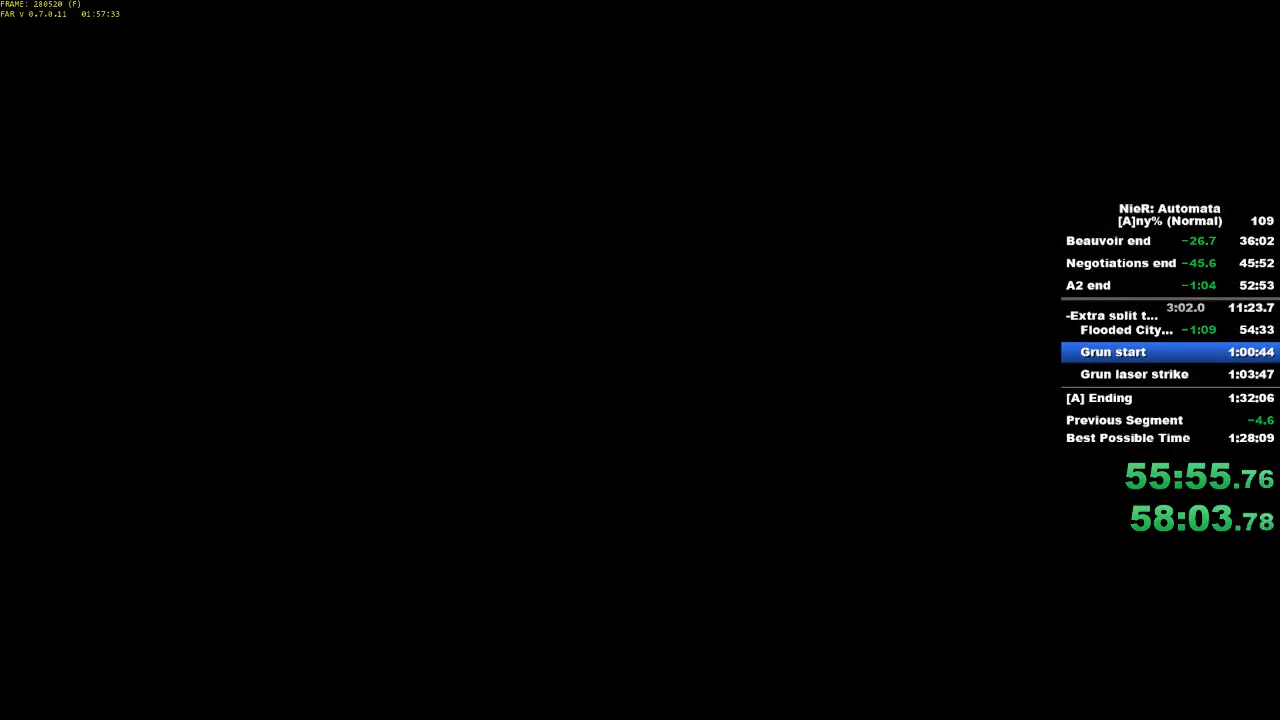 FRAME: 280520 (F)
FAR v 0.7.0.11 01:57:33
NieR: Automata
[A]ny% (Normal) 109
Beauvoir end -26.7 36:02
Negotiations end -45.6 45:52
A2 end -1:04 52:53
-Extra split t... 3:02.0 11:23.7
Flooded City... -1:09 54:33
Grun start 1:00:44
Grun laser strike 1:03:47
[A] Ending 1:32:06
Previous Segment -4.6
Best Possible Time 1:28:09
55:55.76
58:03.78